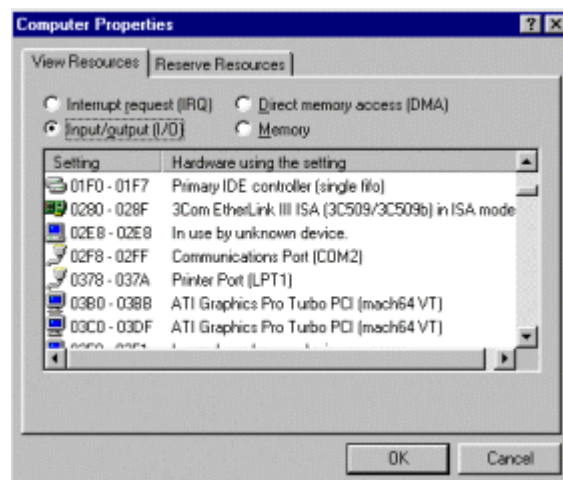 Computer Properties
View Resources Reserve Resources
Interrupt request (IRQ) Direct memory access (DMA)
Input/output (I/O) Memory
Setting Hardware using the setting
01F0 - 01F7 Primary IDE controller (single fifo)
0280 - 028F 3Com EtherLink III ISA (3C509/3C509b) in ISA mode
02E8 - 02E8 In use by unknown device.
02F8 - 02FF Communications Port (COM2)
0378 - 037A Printer Port (LPT1)
03B0 - 03BB ATI Graphics Pro Turbo PCI (mach64 VT)
03C0 - 03DF ATI Graphics Pro Turbo PCI (mach64 VT)
OK Cancel